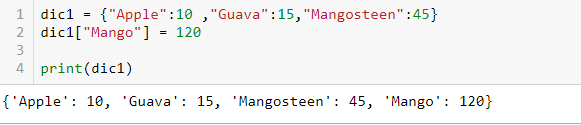 1 dic1 = {"Apple":10 ,"Guava":15,"Mangosteen":45}
2 dic1["Mango"] = 120
3
4 print(dic1)
{'Apple': 10, 'Guava': 15, 'Mangosteen': 45, 'Mango': 120}